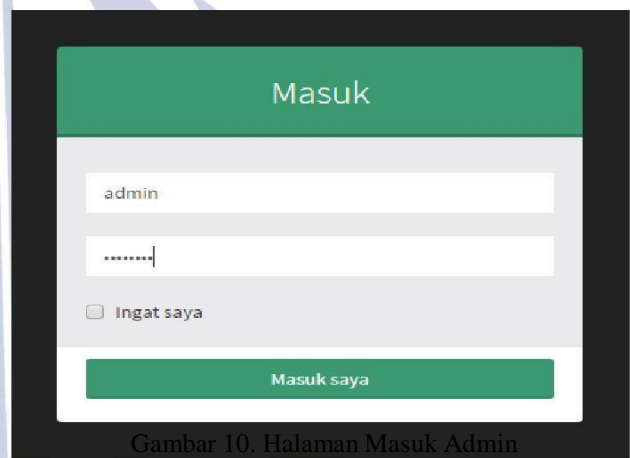 Masuk
admin
••••••••
Ingat saya
Masuk saya
Gambar 10. Halaman Masuk Admin